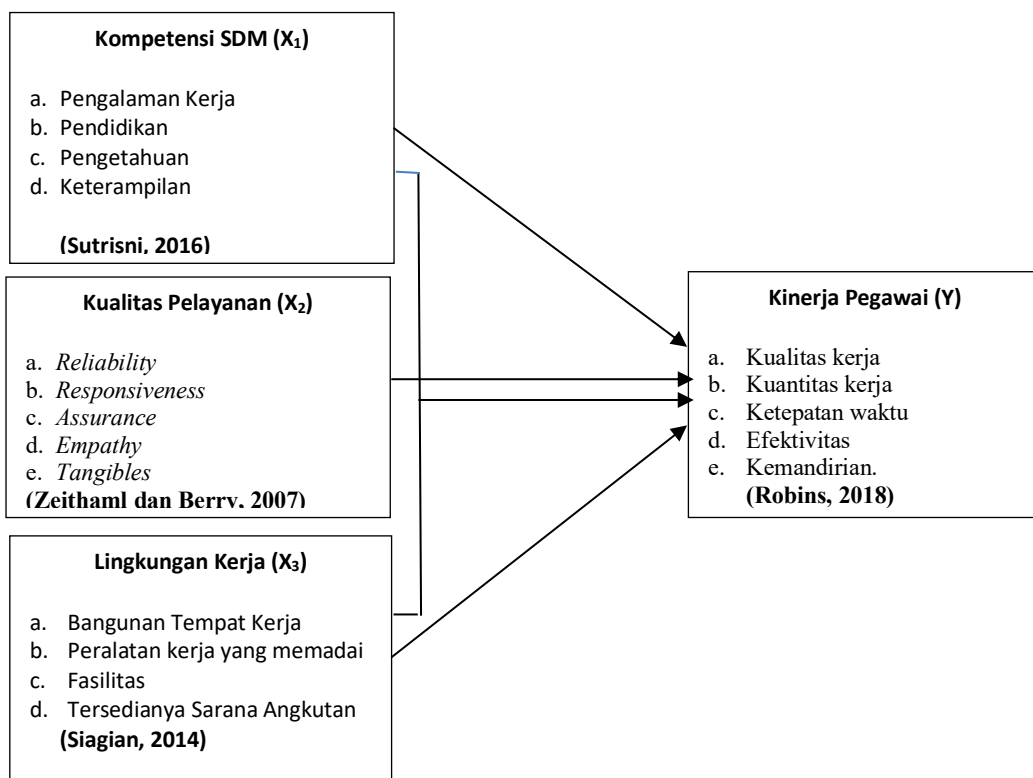 Kompetensi SDM (X₁)
a. Pengalaman Kerja
b. Pendidikan
c. Pengetahuan
d. Keterampilan
(Sutrisni, 2016)
Kualitas Pelayanan (X₂)
a. Reliability
b. Responsiveness
c. Assurance
d. Empathy
e. Tangibles
(Zeithaml dan Berry, 2007)
Lingkungan Kerja (X₃)
a. Bangunan Tempat Kerja
b. Peralatan kerja yang memadai
c. Fasilitas
d. Tersedianya Sarana Angkutan
(Siagian, 2014)
Kinerja Pegawai (Y)
a. Kualitas kerja
b. Kuantitas kerja
c. Ketepatan waktu
d. Efektivitas
e. Kemandirian.
(Robins, 2018)